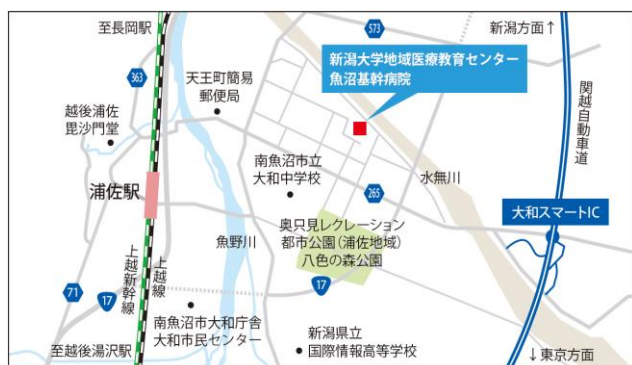 至長岡駅
573
新潟方面↑
新潟大学地域医療教育センター
魚沼基幹病院
363
天王町簡易
郵便局
関越自動車道
越後浦佐
毘沙門堂
南魚沼市立
大和中学校
265
水無川
浦佐駅
大和スマートIC
奥只見レクレーション
都市公園(浦佐地域)
八色の森公園
魚野川
上越新幹線
上越線
71
17
17
南魚沼市大和庁舎
大和市民センター
新潟県立
国際情報高等学校
至越後湯沢駅
↓東京方面